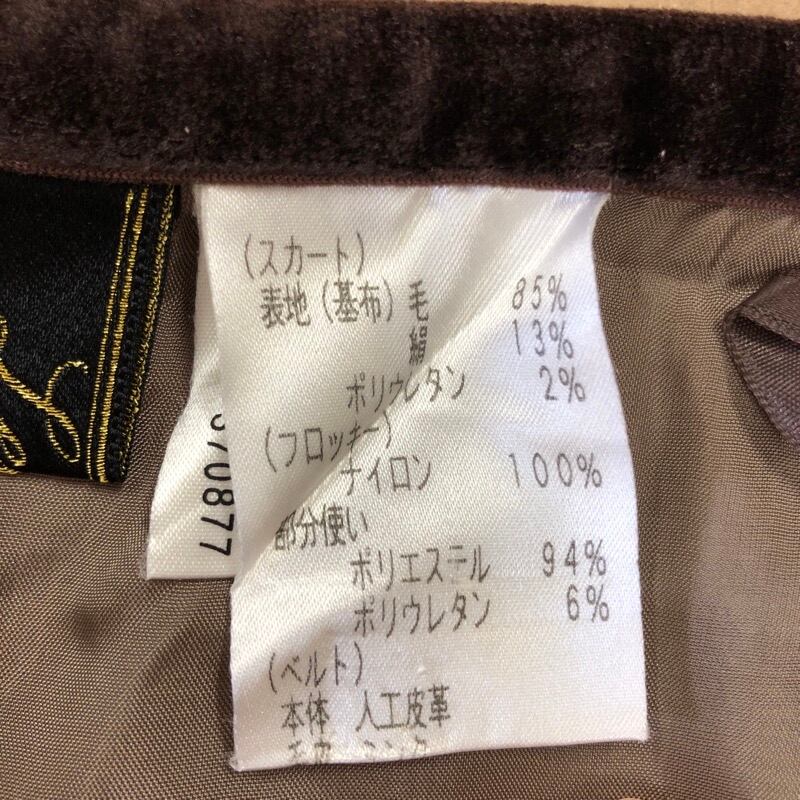 (スカート)
表地(基布)毛 85%
絹 13%
ポリウレタン 2%
(フロッキー)
ナイロン 100%
部分使い
ポリエステル 94%
ポリウレタン 6%
(ベルト)
本体 人工皮革
70877